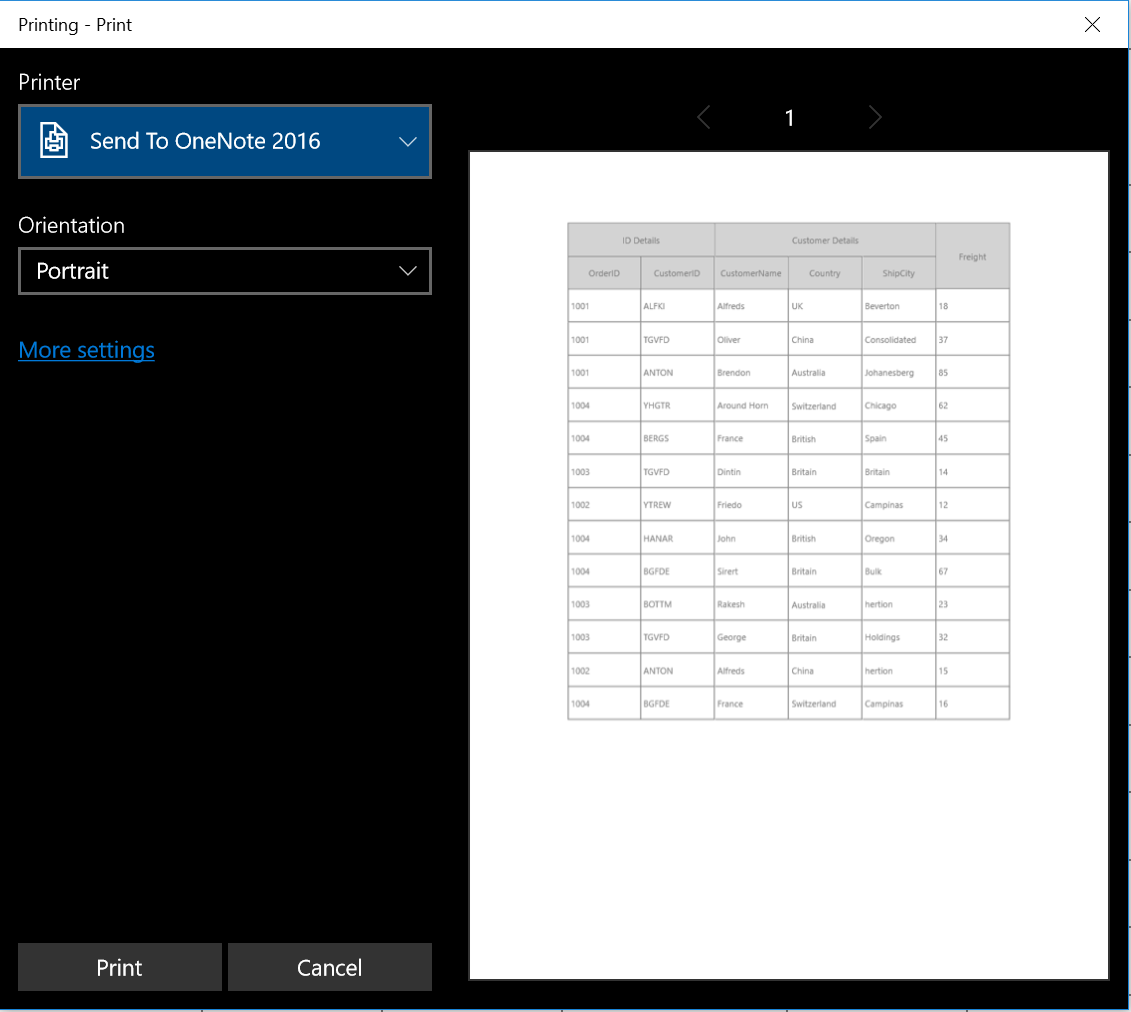 Printing - Print
Printer
Send To OneNote 2016
Orientation
Portrait
More settings
Print Cancel
1
ID Details Customer Details Freight
OrderID CustomerID CustomerName Country ShipCity
1001 ALFKI Alfreds UK Beverton 18
1001 TGVFD Oliver China Consolidated 37
1001 ANTON Brendon Australia Johanesberg 85
1004 YHGTR Around Horn Switzerland Chicago 62
1004 BERGS France British Spain 45
1003 TGVFD Dintin Britain Britain 14
1002 YTREW Friedo US Campinas 12
1004 HANAR John British Oregon 34
1004 BGFDE Sirert Britain Bulk 67
1003 BOTTM Rakesh Australia hertion 23
1003 TGVFD George Britain Holdings 32
1002 ANTON Alfreds China hertion 15
1004 BGFDE France Switzerland Campinas 16